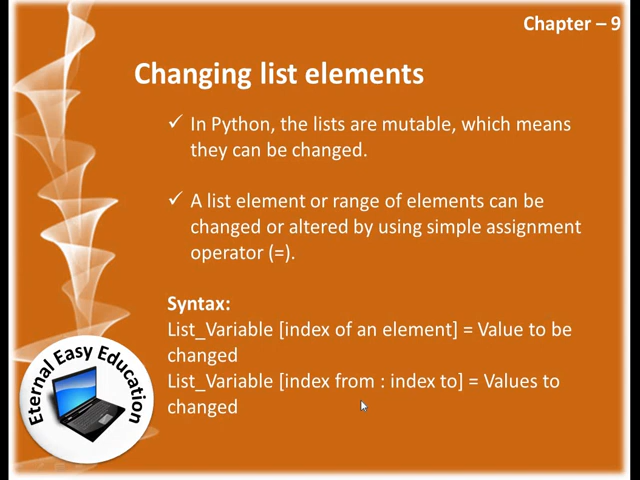 Chapter – 9
Changing list elements
✓ In Python, the lists are mutable, which means
they can be changed.
✓ A list element or range of elements can be
changed or altered by using simple assignment
operator (=).
Syntax:
List_Variable [index of an element] = Value to be
changed
List_Variable [index from : index to] = Values to
changed
Eternal Easy Education